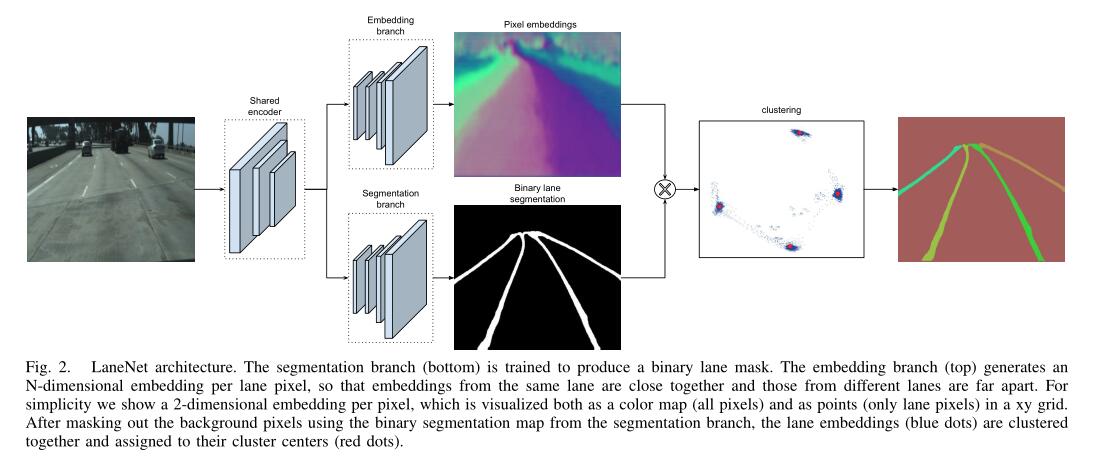 Embedding
branch
Pixel embeddings
Shared
encoder
clustering
Segmentation
branch
Binary lane
segmentation
Fig. 2. LaneNet architecture. The segmentation branch (bottom) is trained to produce a binary lane mask. The embedding branch (top) generates an
N-dimensional embedding per lane pixel, so that embeddings from the same lane are close together and those from different lanes are far apart. For
simplicity we show a 2-dimensional embedding per pixel, which is visualized both as a color map (all pixels) and as points (only lane pixels) in a xy grid.
After masking out the background pixels using the binary segmentation map from the segmentation branch, the lane embeddings (blue dots) are clustered
together and assigned to their cluster centers (red dots).